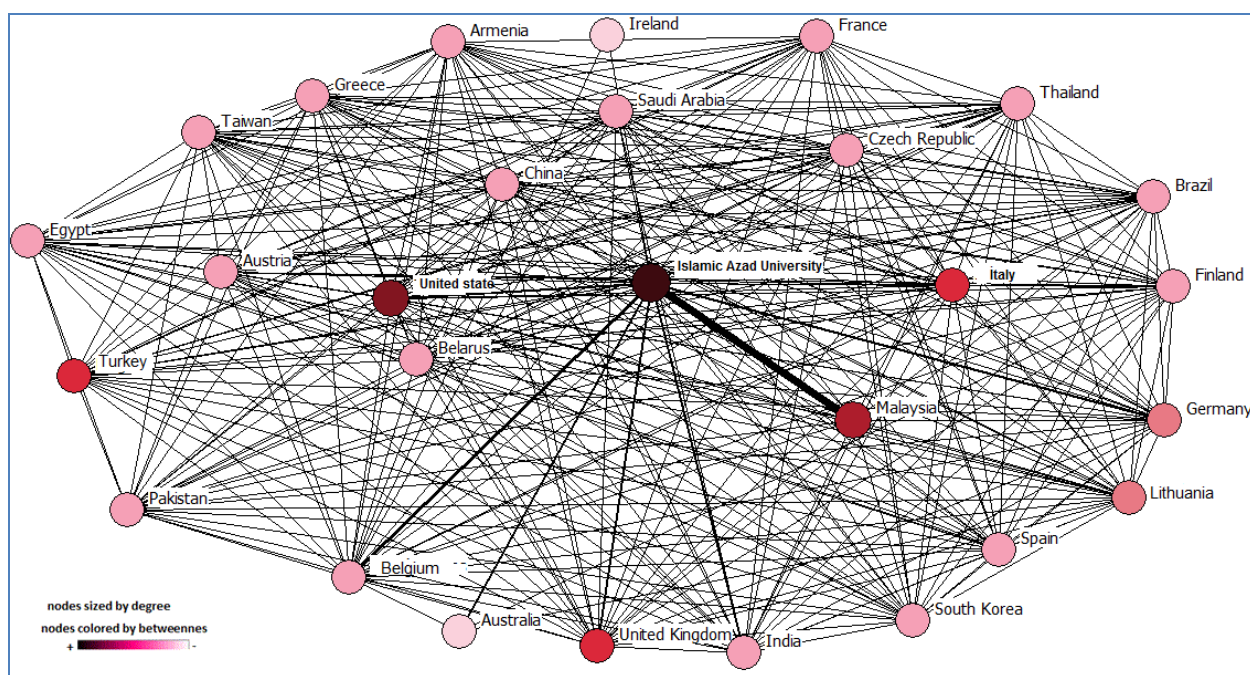 Ireland
Armenia
France
Greece
Saudi Arabia
Thailand
Taiwan
Czech Republic
China
Brazil
Egypt
Austria
Islamic Azad University
United state
İtaly
Finland
Belarus
Turkey
Malaysia
Germany
Pakistan
Lithuania
Spain
Belgium
South Korea
Australia
United Kingdom
India
nodes sized by degree
nodes colored by betweennes
+ -